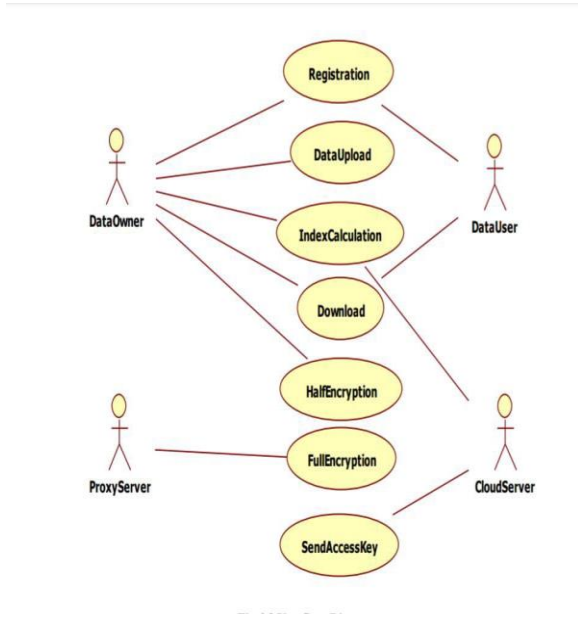 Registration
DataUpload
DataOwner
DataUser
IndexCalculation
Download
HalfEncryption
FullEncryption
ProxyServer
CloudServer
SendAccessKey